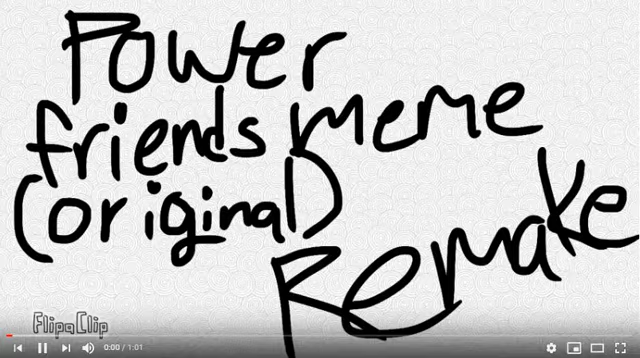 Power
friends meme
(original)
Remake
FlipaClip
0:00 / 1:01